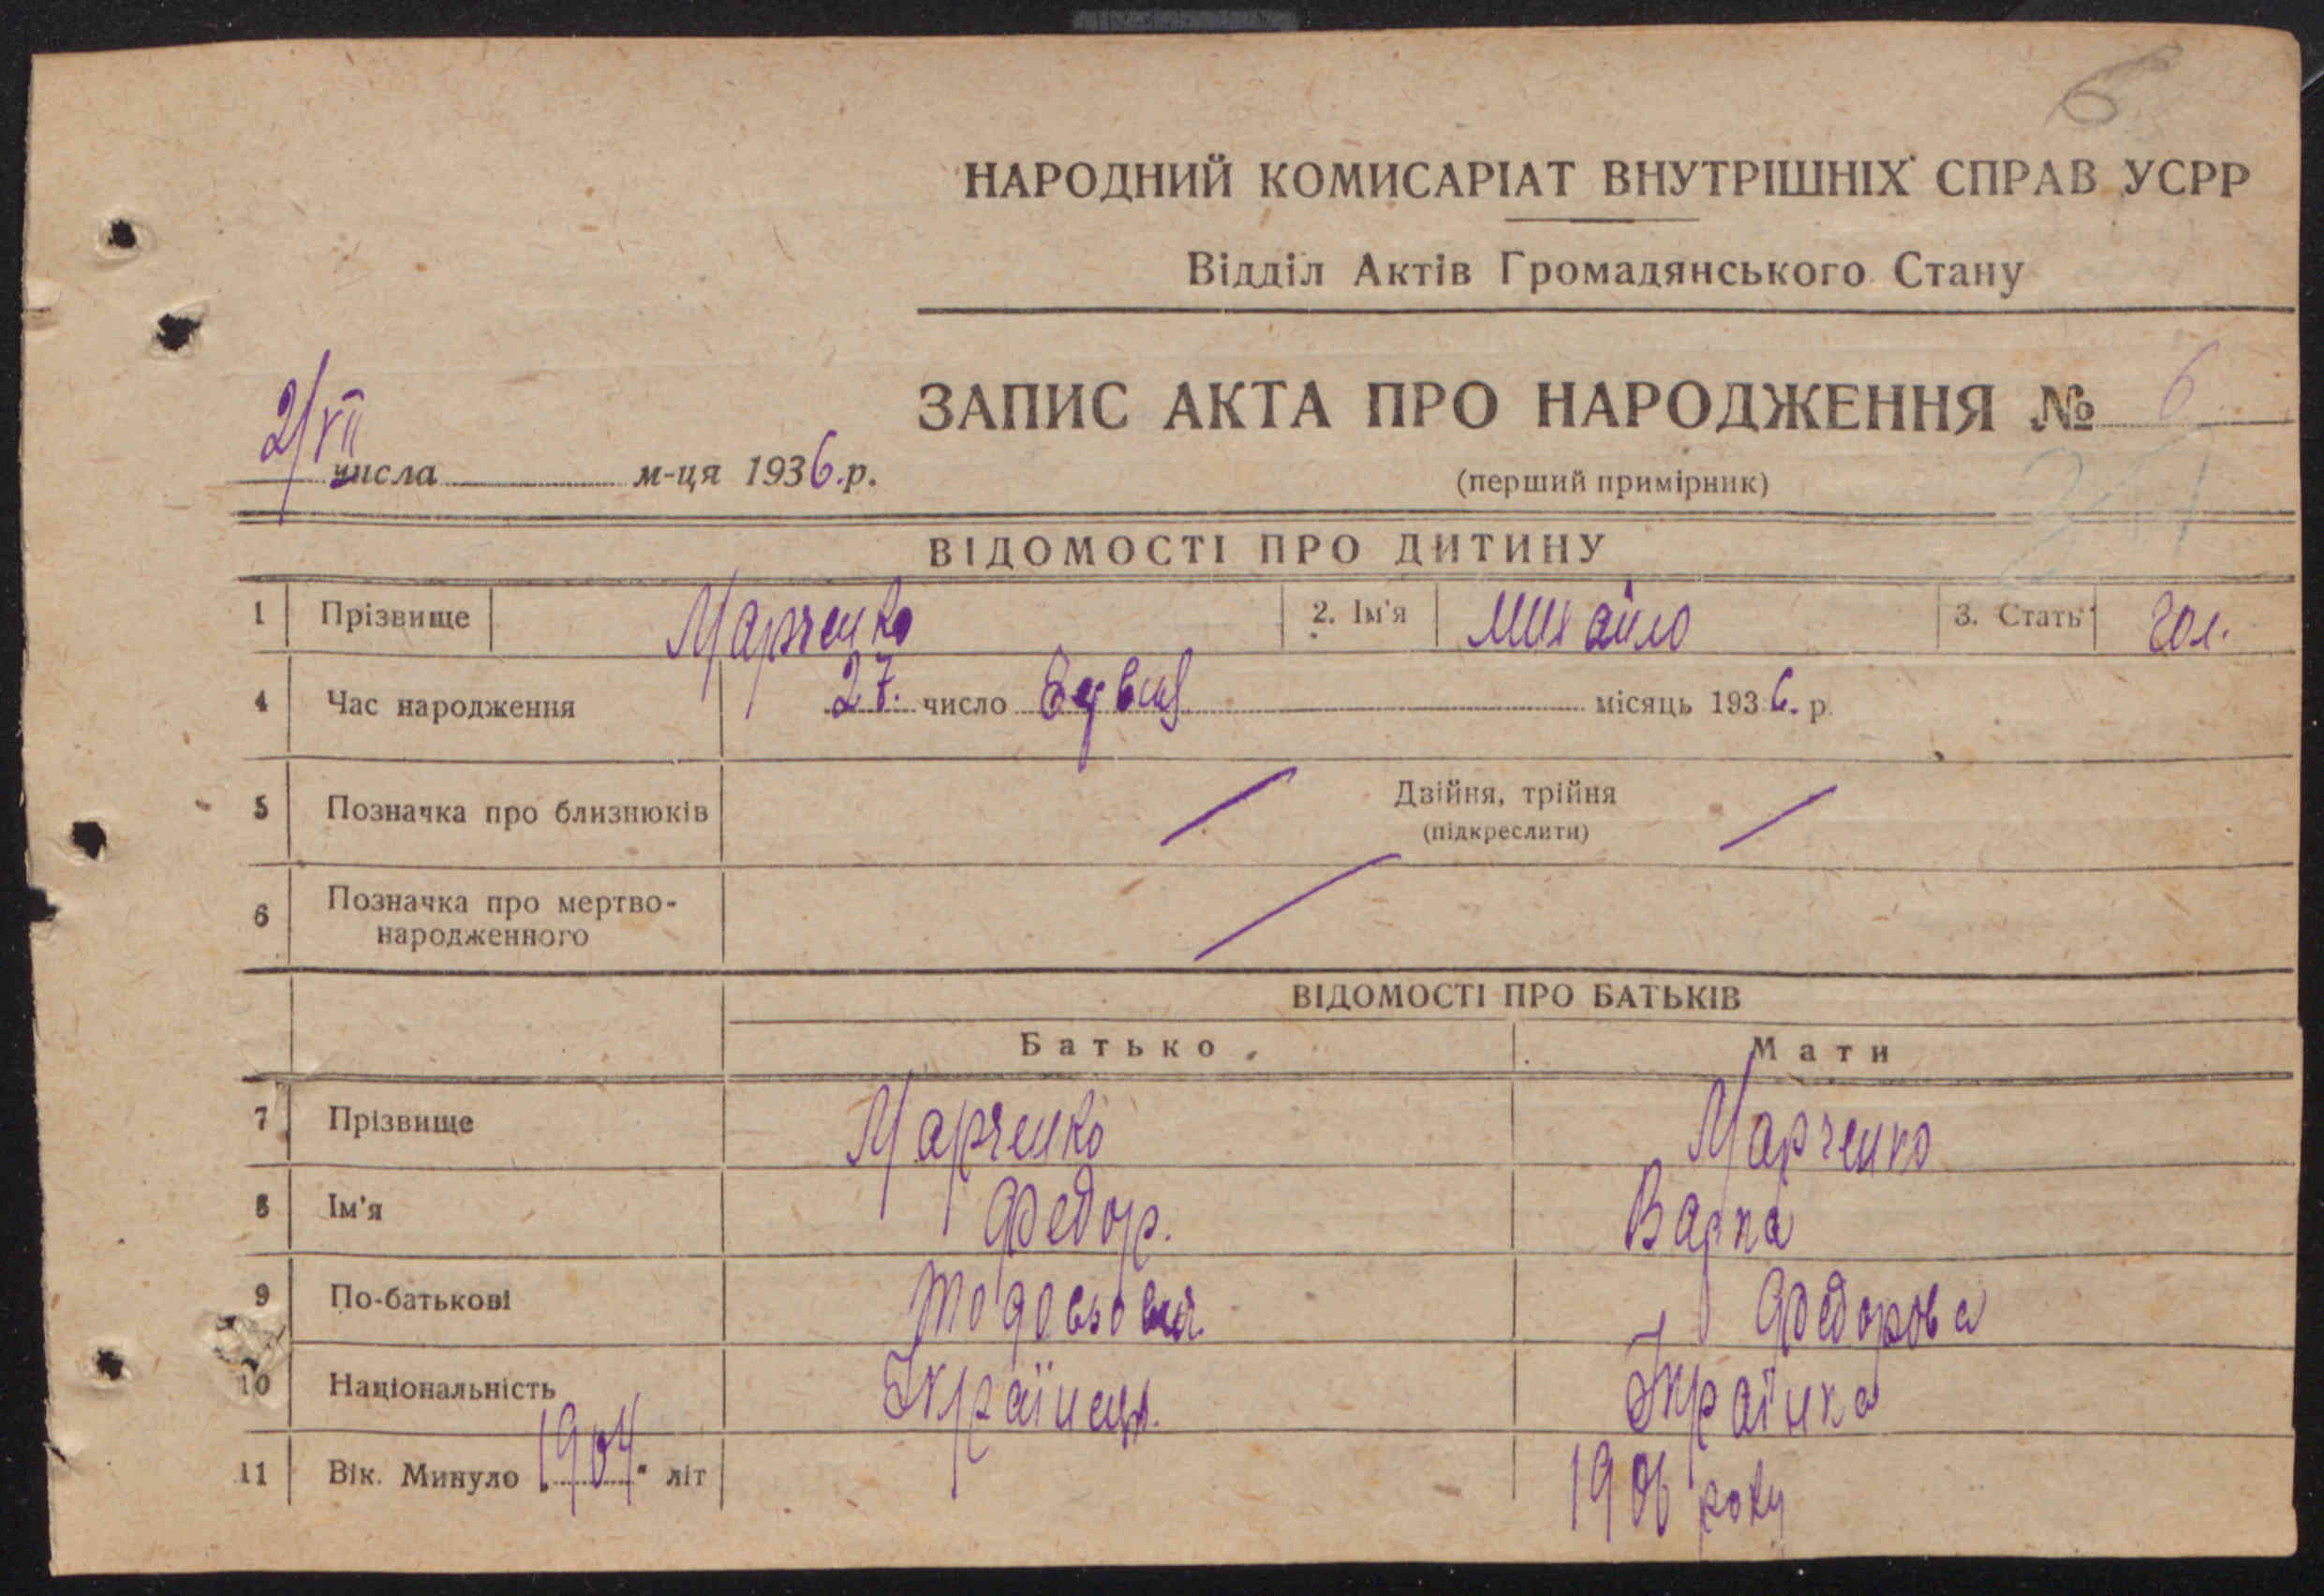 6
НАРОДНИЙ КОМИСАРІАТ ВНУТРІШНІХ СПРАВ УСРР
Відділ Актів Громадянського Стану
ЗАПИС АКТА ПРО НАРОДЖЕННЯ № 6
2/VII числа м-ця 1936.р.
(перший примірник)
ВІДОМОСТІ ПРО ДИТИНУ
1 Прізвище Марченко 2. Ім'я Михайло 3. Стать чол.
4 Час народження 27. число місяць 1936. р.
5 Позначка про близнюків Двійня, трійня
(підкреслити)
6 Позначка про мертво-
народженного
ВІДОМОСТІ ПРО БАТЬКІВ
Батько Мати
7 Прізвище Марченко Марченко
8 Ім'я Федор. Варка
9 По-батькові Федорова
10 Національність Українець. Українка
11 Вік. Минуло 1904 літ 1906 року